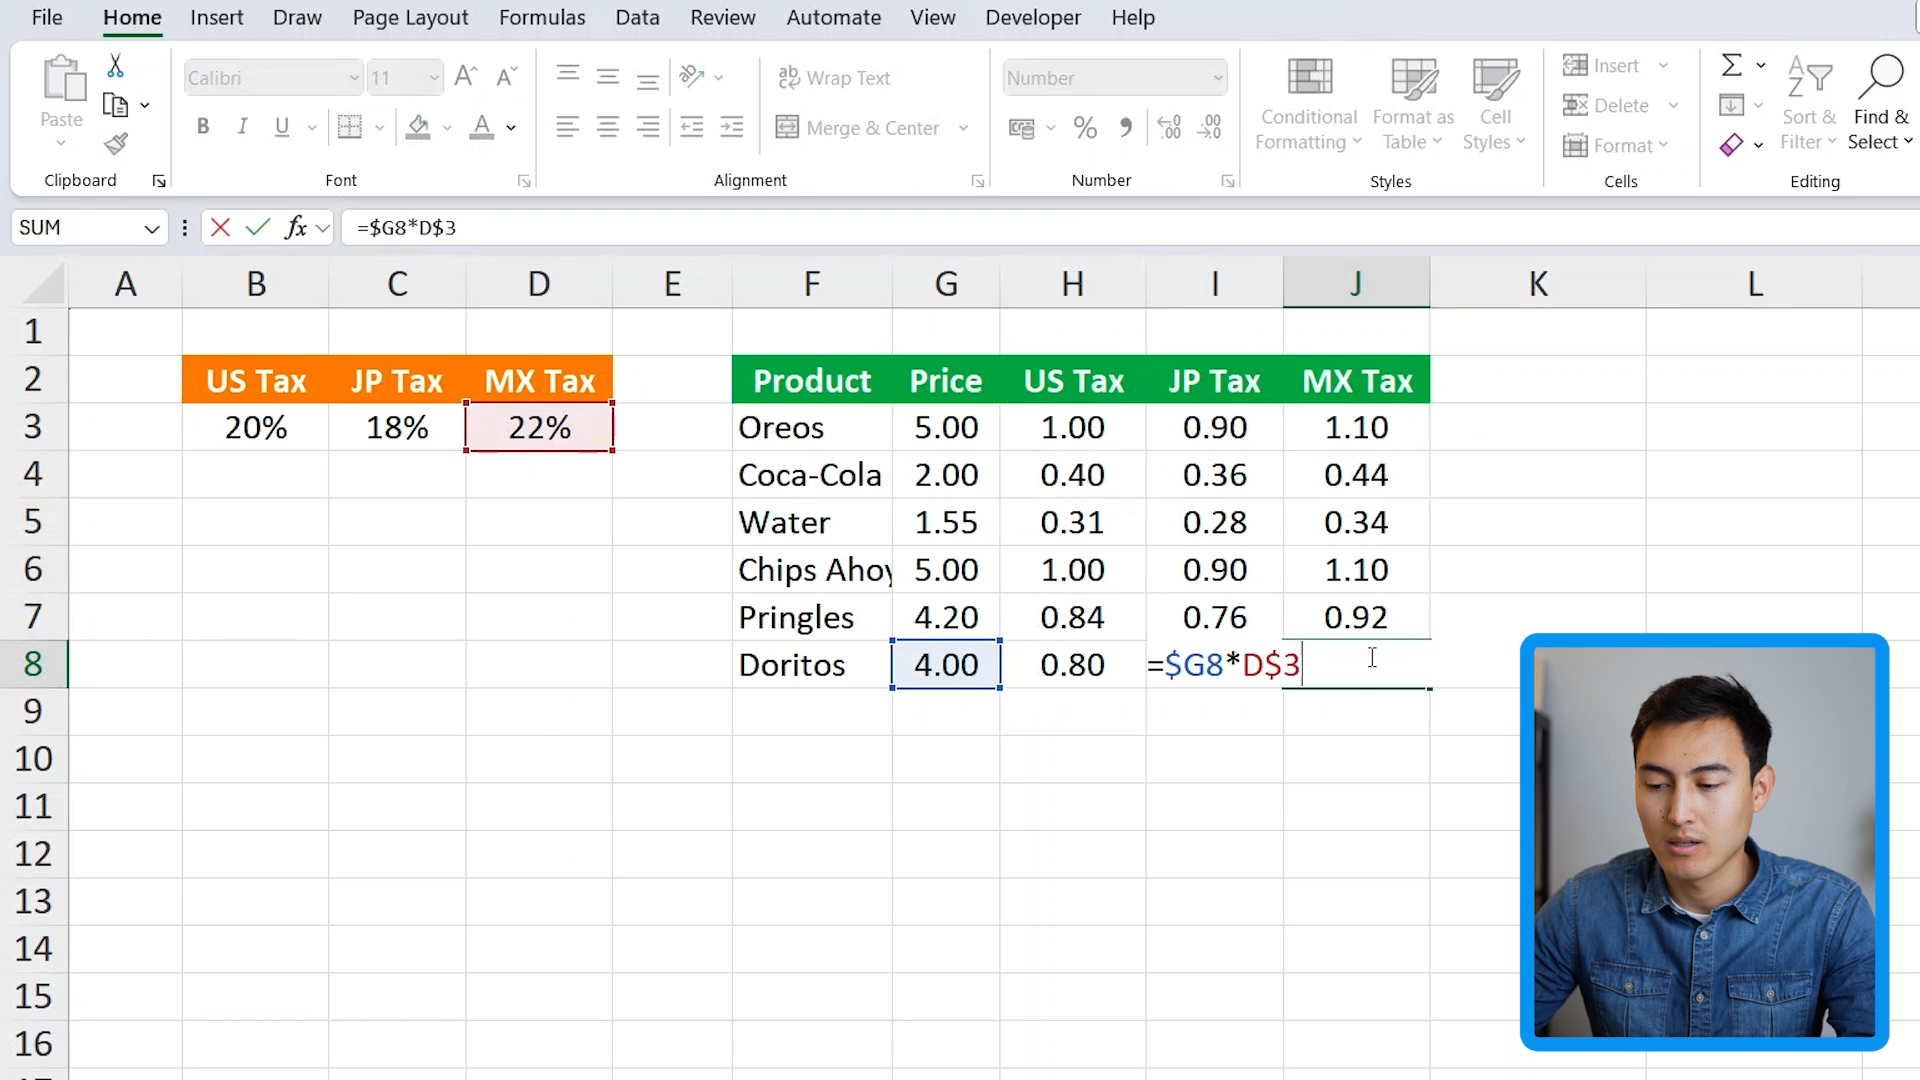 File Home Insert Draw Page Layout Formulas Data Review Automate View Developer Help
Calibri 11 Wrap Text Number Insert
Paste B I U Merge & Center % Conditional Formatting Format as Table Cell Styles Delete Sort & Filter Find & Select
Format
Clipboard Font Alignment Number Styles Cells Editing
SUM fx =$G8*D$3
A B C D E F G H I J K L
1
2 US Tax JP Tax MX Tax Product Price US Tax JP Tax MX Tax
3 20% 18% 22% Oreos 5.00 1.00 0.90 1.10
4 Coca-Cola 2.00 0.40 0.36 0.44
5 Water 1.55 0.31 0.28 0.34
6 Chips Ahoy 5.00 1.00 0.90 1.10
7 Pringles 4.20 0.84 0.76 0.92
8 Doritos 4.00 0.80 =$G8*D$3
9
10
11
12
13
14
15
16